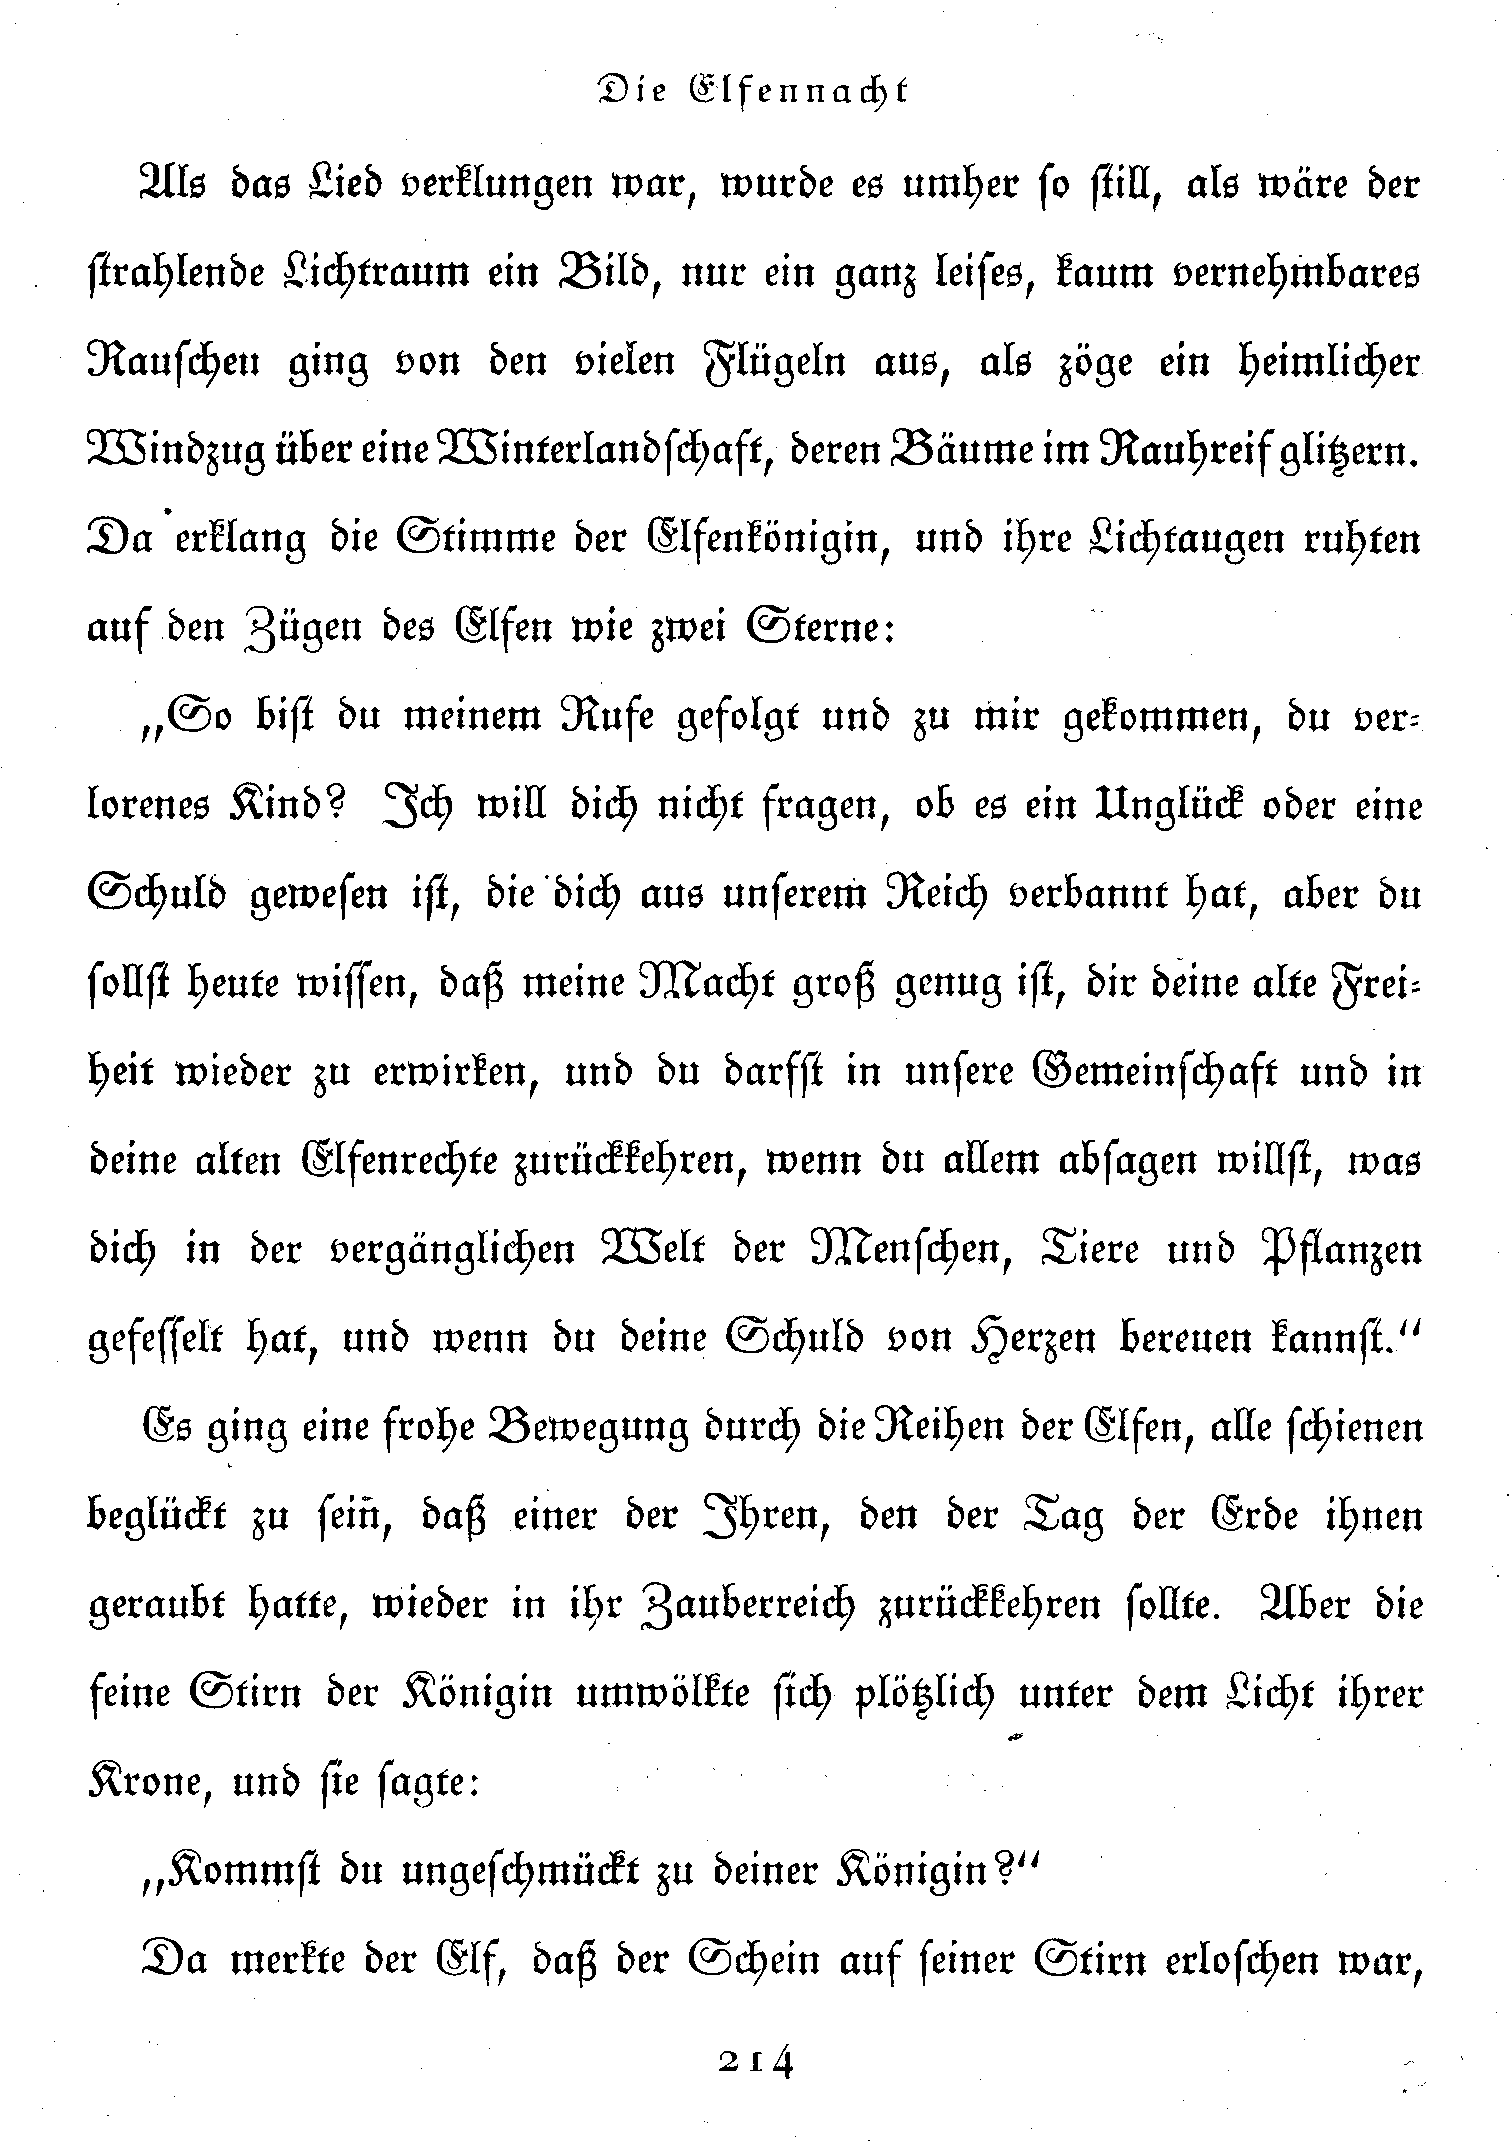 Die Elfennacht
Als das Lied verklungen war, wurde es umher so still, als wäre der
strahlende Lichtraum ein Bild, nur ein ganz leises, kaum vernehmbares
Rauschen ging von den vielen Flügeln aus, als zöge ein heimlicher
Windzug über eine Winterlandschaft, deren Bäume im Rauhreif glitzern.
Da erklang die Stimme der Elfenkönigin, und ihre Lichtaugen ruhten
auf den Zügen des Elfen wie zwei Sterne:
„So bist du meinem Rufe gefolgt und zu mir gekommen, du ver-
lorenes Kind? Ich will dich nicht fragen, ob es ein Unglück oder eine
Schuld gewesen ist, die dich aus unserem Reich verbannt hat, aber du
sollst heute wissen, daß meine Macht groß genug ist, dir deine alte Frei-
heit wieder zu erwirken, und du darfst in unsere Gemeinschaft und in
deine alten Elfenrechte zurückkehren, wenn du allem absagen willst, was
dich in der vergänglichen Welt der Menschen, Tiere und Pflanzen
gefesselt hat, und wenn du deine Schuld von Herzen bereuen kannst.“
Es ging eine frohe Bewegung durch die Reihen der Elfen, alle schienen
beglückt zu sein, daß einer der Ihren, den der Tag der Erde ihnen
geraubt hatte, wieder in ihr Zauberreich zurückkehren sollte. Aber die
feine Stirn der Königin umwölkte sich plötzlich unter dem Licht ihrer
Krone, und sie sagte:
„Kommst du ungeschmückt zu deiner Königin?“
Da merkte der Elf, daß der Schein auf seiner Stirn erloschen war,
214